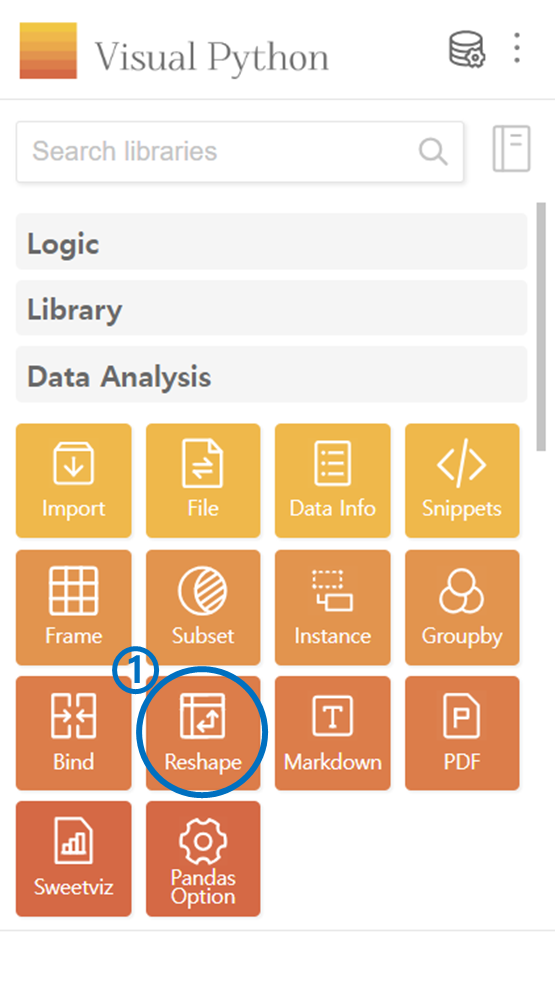 Visual Python
Search libraries
Logic
Library
Data Analysis
Import
File
Data Info
Snippets
Frame
Subset
Instance
Groupby
①
Bind
Reshape
Markdown
PDF
Sweetviz
Pandas
Option